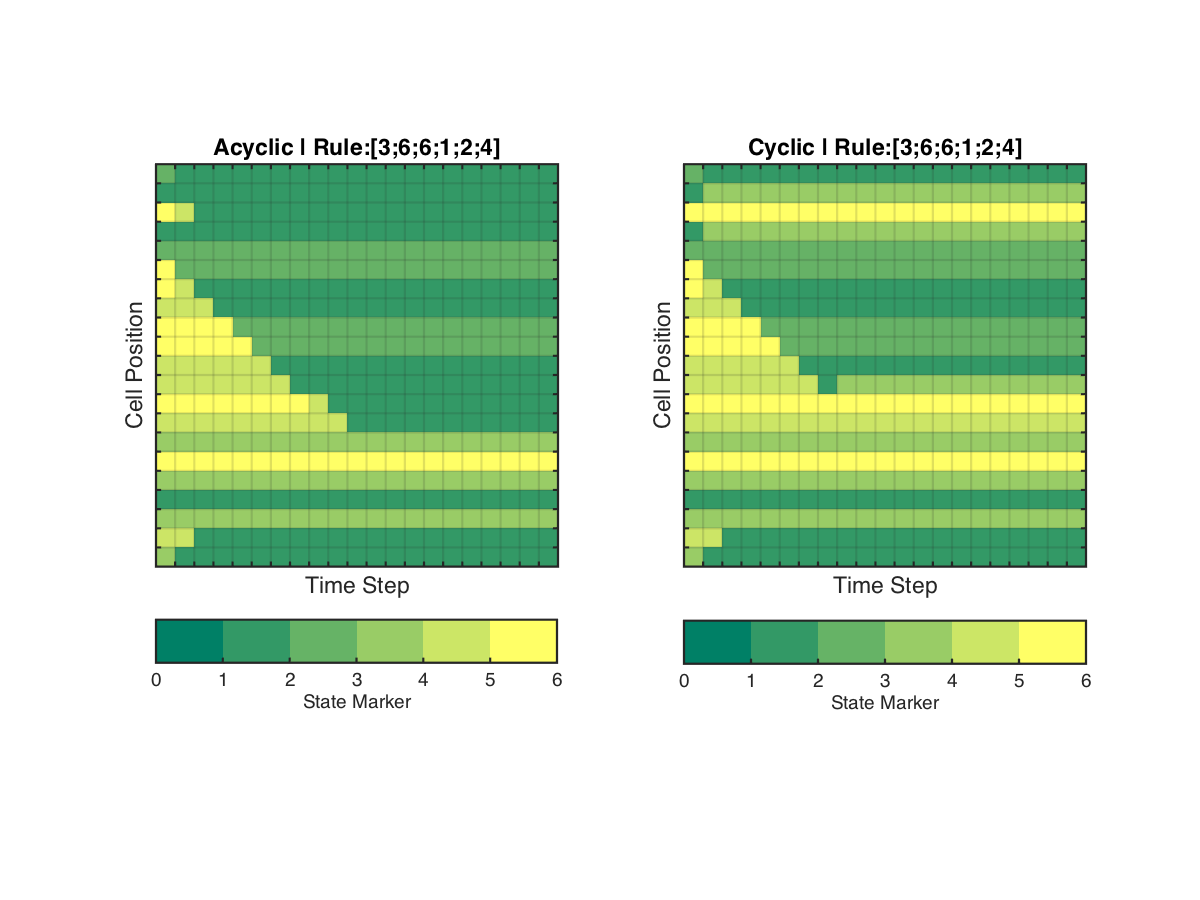 Acyclic | Rule:[3;6;6;1;2;4]
Cell Position
Time Step
0 1 2 3 4 5 6
State Marker
Cyclic | Rule:[3;6;6;1;2;4]
Cell Position
Time Step
0 1 2 3 4 5 6
State Marker